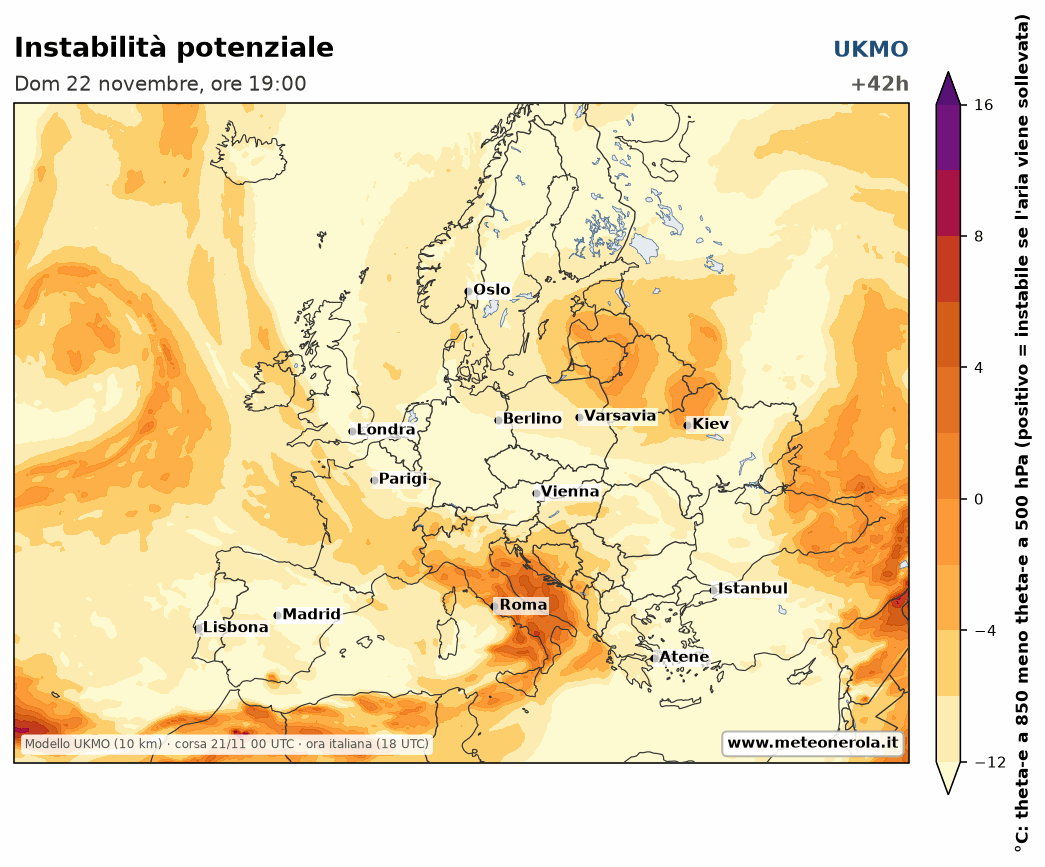 Instabilità potenziale
UKMO
Dom 22 novembre, ore 19:00
+42h
Oslo
Berlino
Varsavia
Kiev
Londra
Parigi
Vienna
Istanbul
Roma
Madrid
Lisbona
Atene
Modello UKMO (10 km) · corsa 21/11 00 UTC · ora italiana (18 UTC)
www.meteonerola.it
16
8
4
0
−4
−12
°C: theta-e a 850 meno theta-e a 500 hPa (positivo = instabile se l'aria viene sollevata)